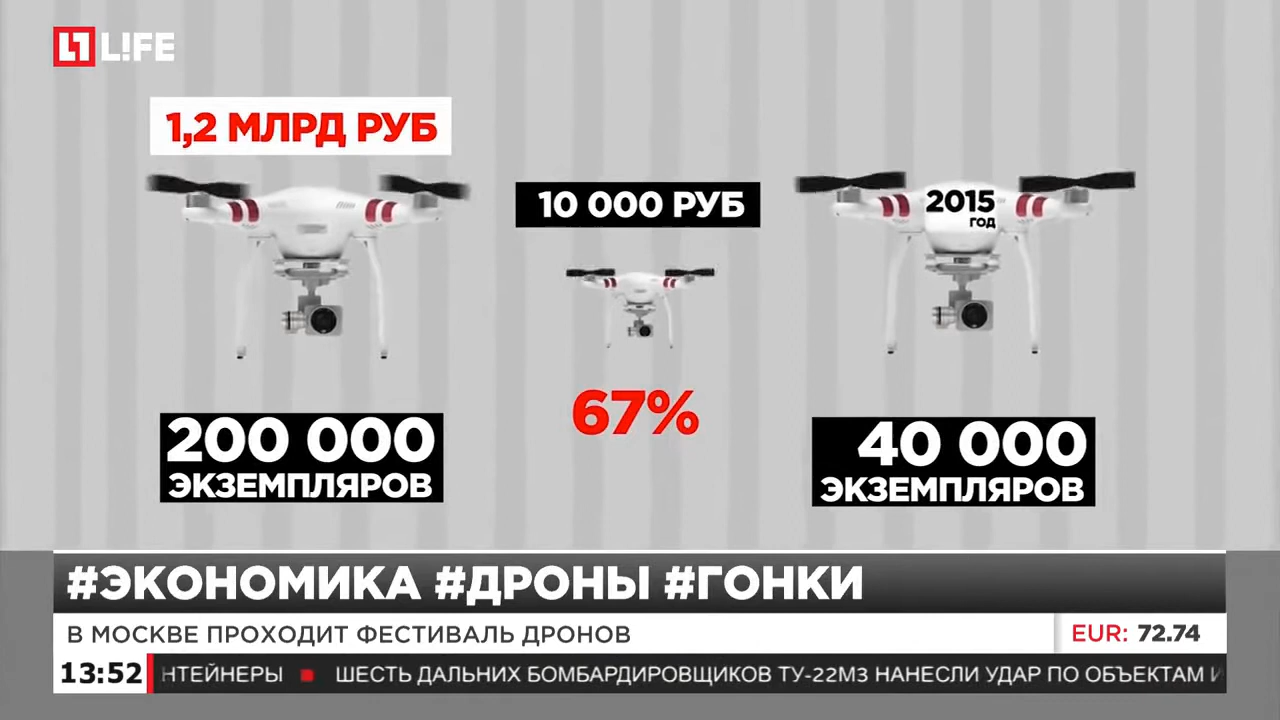 L!FE
1,2 МЛРД РУБ
200 000
ЭКЗЕМПЛЯРОВ
10 000 РУБ
67%
2015
ГОД
40 000
ЭКЗЕМПЛЯРОВ
#ЭКОНОМИКА #ДРОНЫ #ГОНКИ
В МОСКВЕ ПРОХОДИТ ФЕСТИВАЛЬ ДРОНОВ
EUR: 72.74
13:52 НТЕЙНЕРЫ ■ ШЕСТЬ ДАЛЬНИХ БОМБАРДИРОВЩИКОВ ТУ-22М3 НАНЕСЛИ УДАР ПО ОБЪЕКТАМ